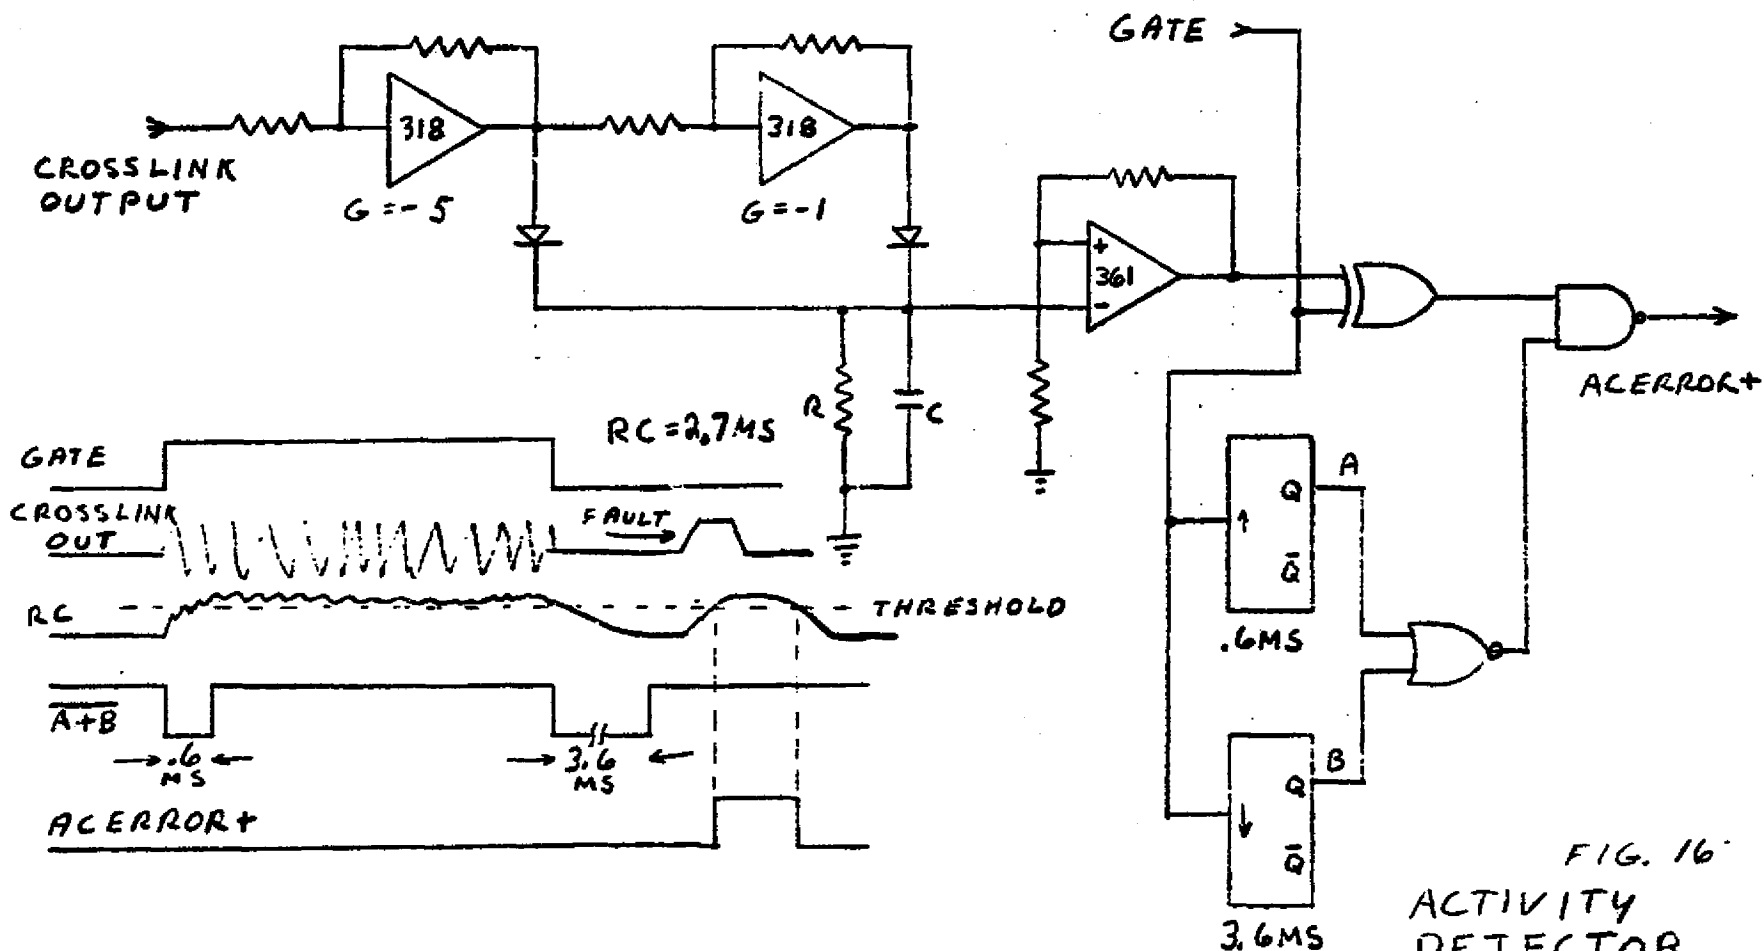 GATE
318
318
CROSSLINK
OUTPUT
G = - 5
G = - 1
+
361
-
ACERROR+
R
C
RC = 2.7MS
GATE
CROSSLINK
OUT
FAULT
RC
THRESHOLD
A+B
.6
MS
3.6
MS
ACERROR+
A
Q
↑
Q̅
.6MS
B
Q
↓
Q̅
3.6MS
FIG. 16
ACTIVITY
DETECTOR